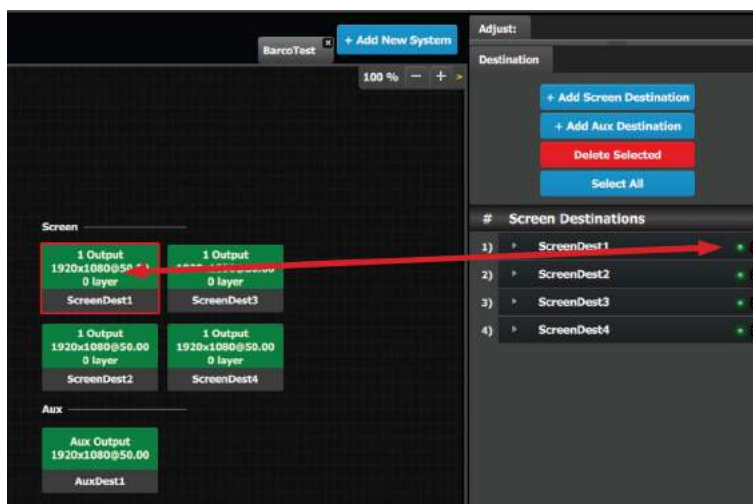 BarcoTest
+ Add New System
100 % − + >
Screen
1 Output
1920x1080@50.00
0 layer
ScreenDest1
1 Output
0 layer
ScreenDest3
1 Output
1920x1080@50.00
0 layer
ScreenDest2
1 Output
1920x1080@50.00
0 layer
ScreenDest4
Aux
Aux Output
1920x1080@50.00
AuxDest1
Adjust:
Destination
+ Add Screen Destination
+ Add Aux Destination
Delete Selected
Select All
# Screen Destinations
1) ScreenDest1
2) ScreenDest2
3) ScreenDest3
4) ScreenDest4